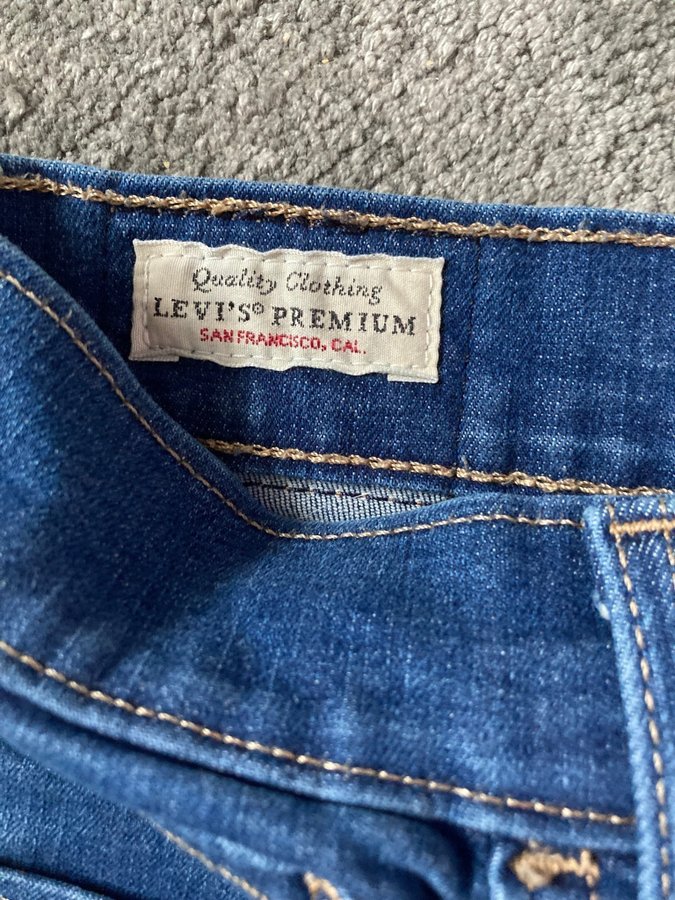 Quality Clothing
LEVI'S® PREMIUM
SAN FRANCISCO, CAL.